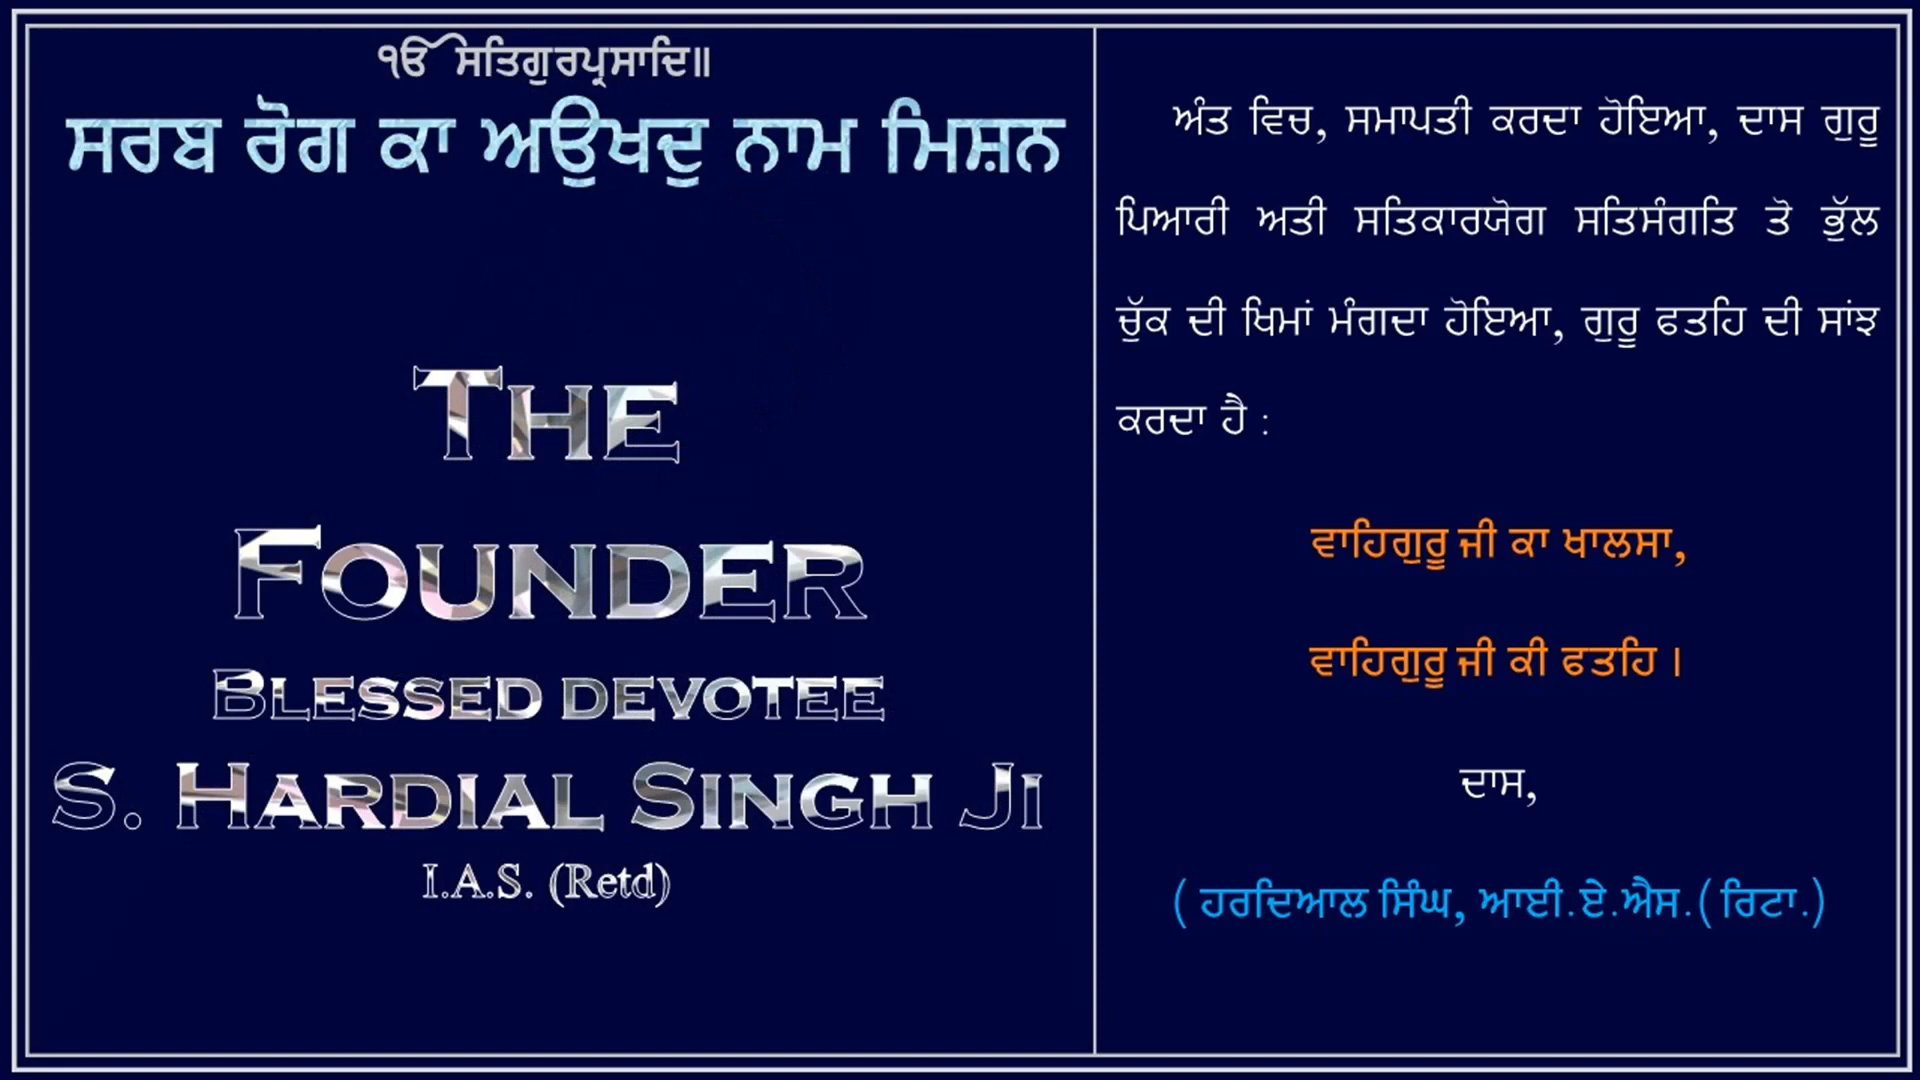 ੴ ਸਤਿਗੁਰਪ੍ਰਸਾਦਿ॥
ਸਰਬ ਰੋਗ ਕਾ ਅਉਖਦੁ ਨਾਮ ਮਿਸ਼ਨ
THE
FOUNDER
BLESSED DEVOTEE
S. HARDIAL SINGH JI
I.A.S. (Retd)
ਅੰਤ ਵਿਚ, ਸਮਾਪਤੀ ਕਰਦਾ ਹੋਇਆ, ਦਾਸ ਗੁਰੂ
ਪਿਆਰੀ ਅਤੀ ਸਤਿਕਾਰਯੋਗ ਸਤਿਸੰਗਤਿ ਤੋ ਭੁੱਲ
ਚੁੱਕ ਦੀ ਖਿਮਾਂ ਮੰਗਦਾ ਹੋਇਆ, ਗੁਰੂ ਫਤਹਿ ਦੀ ਸਾਂਝ
ਕਰਦਾ ਹੈ :
ਵਾਹਿਗੁਰੂ ਜੀ ਕਾ ਖਾਲਸਾ,
ਵਾਹਿਗੁਰੂ ਜੀ ਕੀ ਫਤਹਿ ।
ਦਾਸ,
( ਹਰਦਿਆਲ ਸਿੰਘ, ਆਈ.ਏ.ਐਸ.( ਰਿਟਾ.)